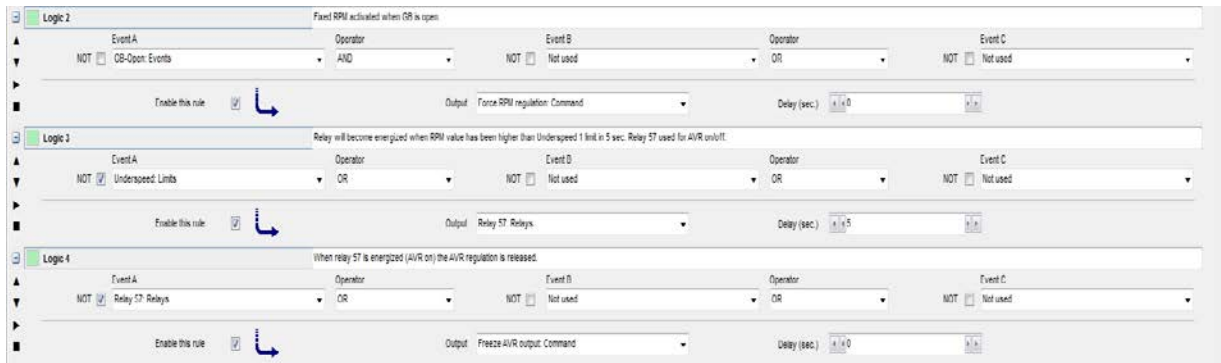 Logic 2 Fixed RPM activated when GB is open
Event A Operator Event B Operator Event C
NOT GB-Open: Events AND NOT Not used OR NOT Not used
Enable this rule Output Force RPM regulation: Command Delay (sec.) 0
Logic 3 Relay will become energized when RPM value has been higher than Underspeed 1 limit in 5 sec. Relay 57 used for AVR on/off.
Event A Operator Event B Operator Event C
NOT Underspeed: Limits OR NOT Not used OR NOT Not used
Enable this rule Output Relay 57: Relays Delay (sec.) 5
Logic 4 When relay 57 is energized (AVR on) the AVR regulation is released.
Event A Operator Event B Operator Event C
NOT Relay 57: Relays OR NOT Not used OR NOT Not used
Enable this rule Output Freeze AVR output: Command Delay (sec.) 0